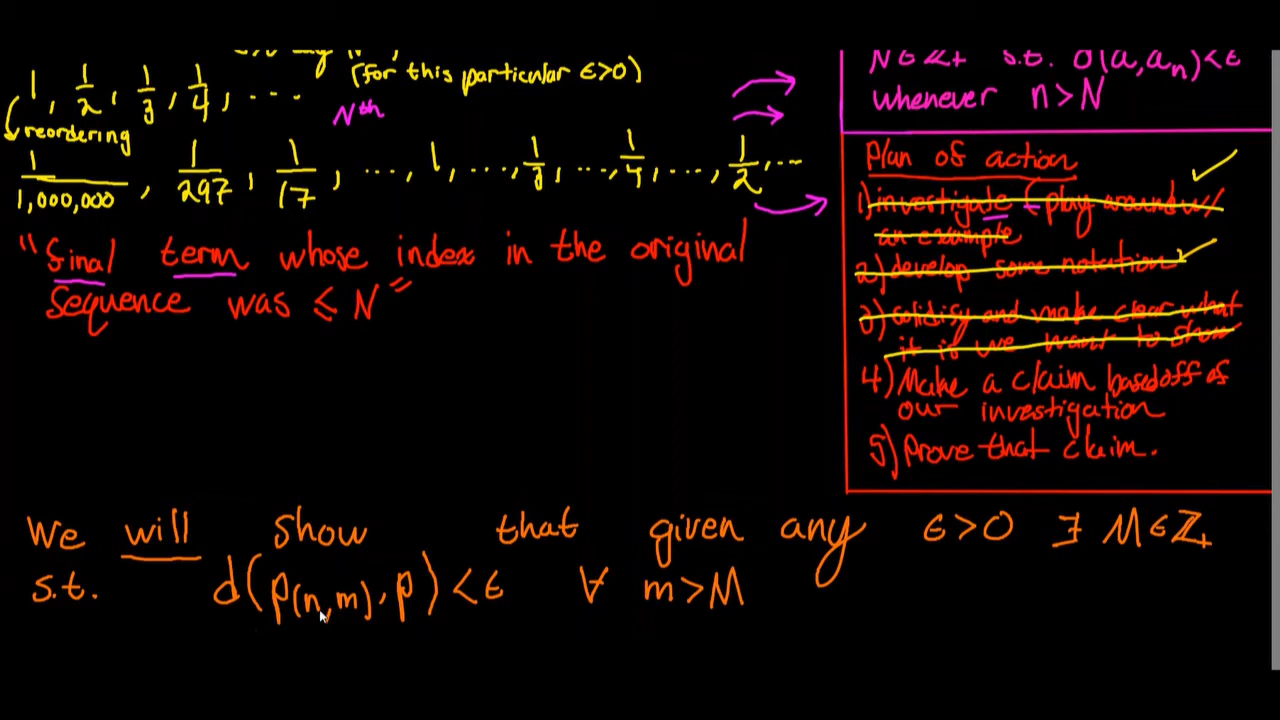 (for this particular ε>0)
1, 1/2, 1/3, 1/4, ...
Nth
reordering
1/1,000,000, 1/297, 1/17, ..., 1, ..., 1/3, ..., 1/4, ..., 1/2, ...
"final term whose index in the original
sequence was ≤ N"
N∈ℤ+ s.t. d(a,an)<ε
whenever n>N
Plan of action
1) investigate (play around w/
an example
2) develop some notation
3) solidify and make clear what
it is we want to show
4) Make a claim based off of
our investigation
5) Prove that claim.
We will show that given any ε>0 ∃ M∈ℤ+
s.t. d(p(n,m), p) <ε ∀ m>M